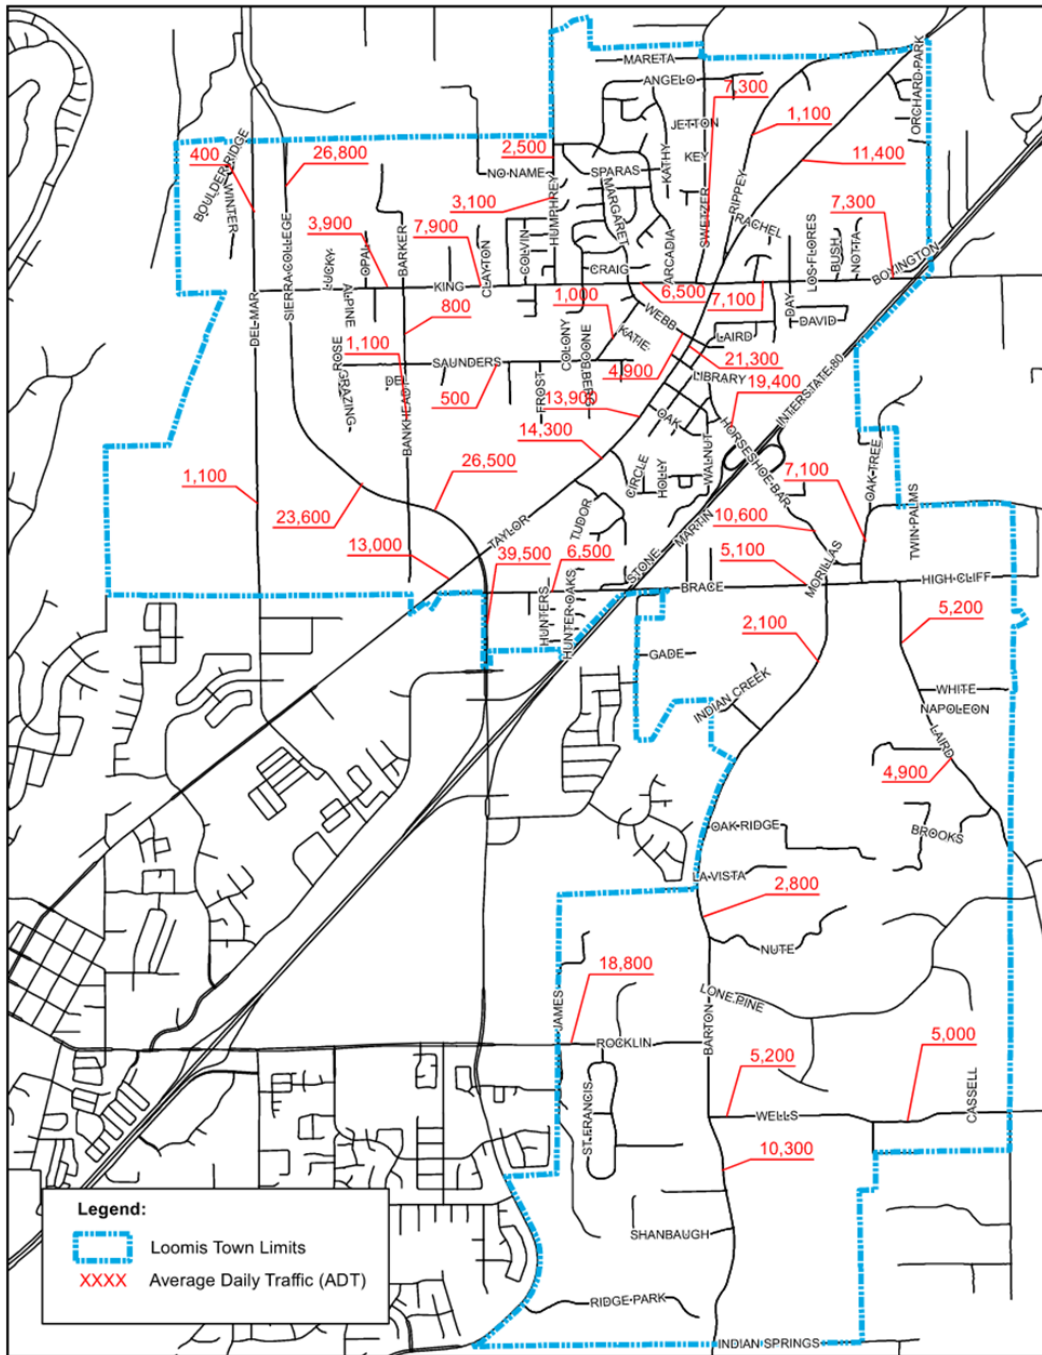 MARETA
ANGELO
7,300
ORCHARD PARK
1,100
JETTON
400
BOULDER RIDGE
26,800
2,500
KATHY
KEY
11,400
WINTER
NO NAME
SPARAS
3,100
HUMPHREY
MARGARET
SWETZER
RIPPEY
RACHEL
7,300
3,900
7,900
SIERRA COLLEGE
LUCKY
OPAL
BARKER
CLAYTON
COLVIN
CRAIG
ARCADIA
LOS FLORES
BUSH
NOTTA
BOYINGTON
ALPINE
KING
6,500
7,100
DAY
DEL MAR
800
1,000
WEBB
DAVID
KATIE
LAIRD
1,100
ROSE
GRAZING
SAUNDERS
COLONY
BOONE
21,300
DEL
4,900
LIBRARY
19,400
INTERSTATE 80
500
FROST
13,900
OAK
BANKHEAD
14,300
HORSESHOE BAR
WALNUT
26,500
CIRCLE
HOLLY
OAK TREE
7,100
1,100
23,600
TUDOR
10,600
TWIN PALMS
TAYLOR
MARTIN
13,000
39,500
6,500
STONE
5,100
MORILLAS
BRACE
HIGH CLIFF
HUNTERS
HUNTER OAKS
2,100
5,200
GADE
INDIAN CREEK
WHITE
NAPOLEON
LAIRD
4,900
OAK RIDGE
BROOKS
LA VISTA
2,800
NUTE
18,800
LONE PINE
JAMES
BARTON
ROCKLIN
5,200
5,000
CASSELL
ST FRANCIS
WELLS
10,300
SHANBAUGH
RIDGE PARK
INDIAN SPRINGS
Legend:
Loomis Town Limits
XXXX Average Daily Traffic (ADT)